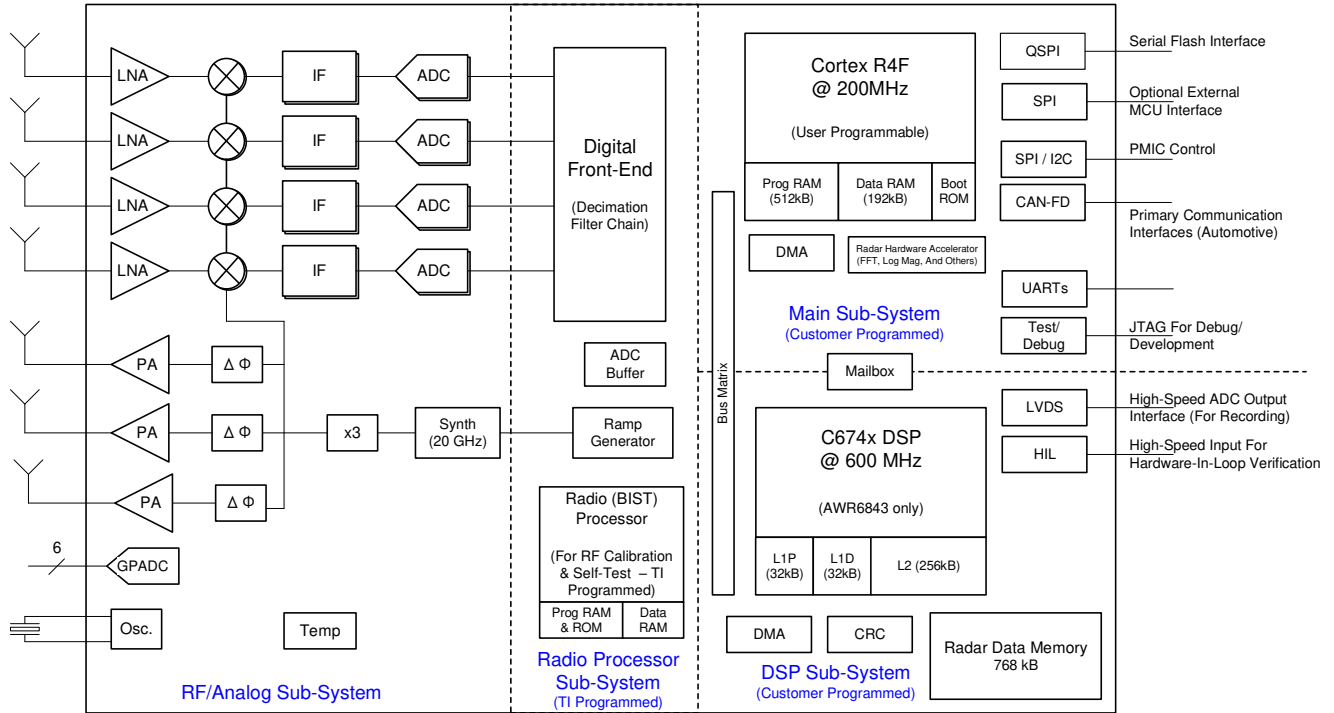 LNA
IF
ADC
LNA
IF
ADC
LNA
IF
ADC
LNA
IF
ADC
PA
Δ Φ
PA
Δ Φ
x3
Synth
(20 GHz)
PA
Δ Φ
6
GPADC
Osc.
Temp
RF/Analog Sub-System
Digital
Front-End
(Decimation
Filter Chain)
ADC
Buffer
Ramp
Generator
Radio (BIST)
Processor
(For RF Calibration
& Self-Test – TI
Programmed)
Prog RAM
& ROM
Data
RAM
Radio Processor
Sub-System
(TI Programmed)
Bus Matrix
Cortex R4F
@ 200MHz
(User Programmable)
Prog RAM
(512kB)
Data RAM
(192kB)
Boot
ROM
DMA
Radar Hardware Accelerator
(FFT, Log Mag, And Others)
Main Sub-System
(Customer Programmed)
Mailbox
C674x DSP
@ 600 MHz
(AWR6843 only)
L1P
(32kB)
L1D
(32kB)
L2 (256kB)
DMA
CRC
DSP Sub-System
(Customer Programmed)
Radar Data Memory
768 kB
QSPI
Serial Flash Interface
SPI
Optional External
MCU Interface
SPI / I2C
PMIC Control
CAN-FD
Primary Communication
Interfaces (Automotive)
UARTs
Test/
Debug
JTAG For Debug/
Development
LVDS
High-Speed ADC Output
Interface (For Recording)
HIL
High-Speed Input For
Hardware-In-Loop Verification